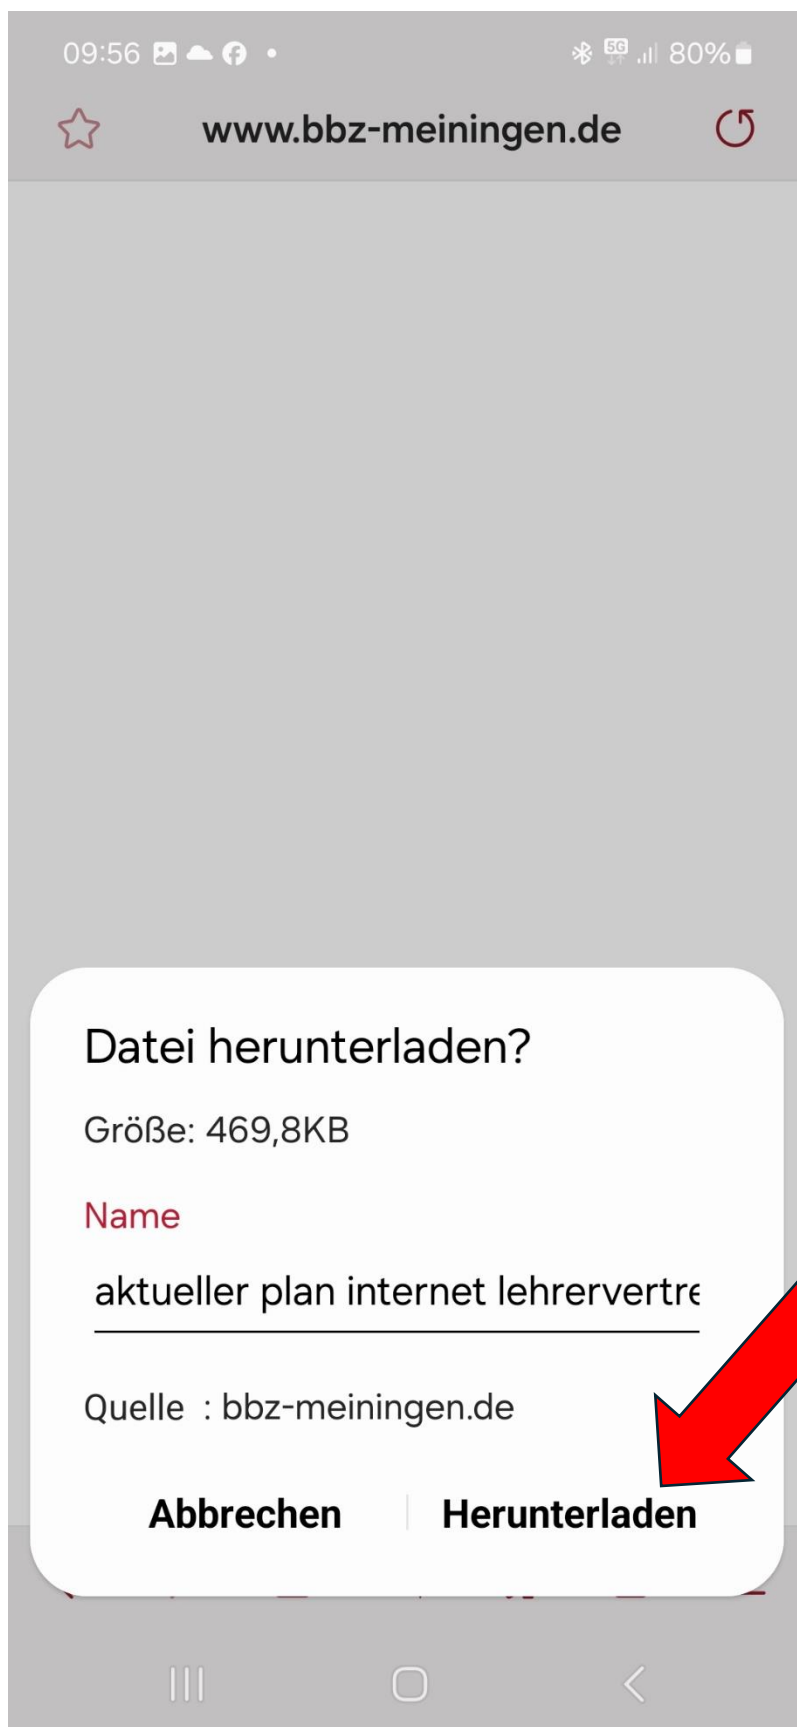 09:56
5G
80%
www.bbz-meiningen.de
Datei herunterladen?
Größe: 469,8KB
Name
aktueller plan internet lehrervertre
Quelle : bbz-meiningen.de
Abbrechen
Herunterladen